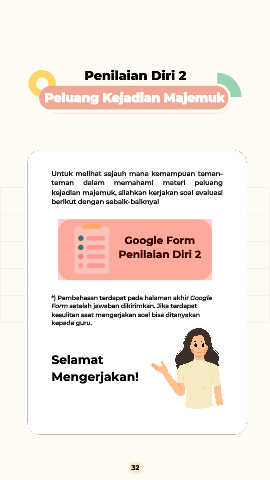 Penilaian Diri 2
Peluang Kejadian Majemuk
Untuk melihat sejauh mana kemampuan teman-
teman dalam memahami materi peluang
kejadian majemuk, silahkan kerjakan soal evaluasi
berikut dengan sebaik-baiknya!
Google Form
Penilaian Diri 2
*) Pembahasan terdapat pada halaman akhir Google
Form setelah jawaban dikirimkan. Jika terdapat
kesulitan saat mengerjakan soal bisa ditanyakan
kepada guru.
Selamat
Mengerjakan!
32